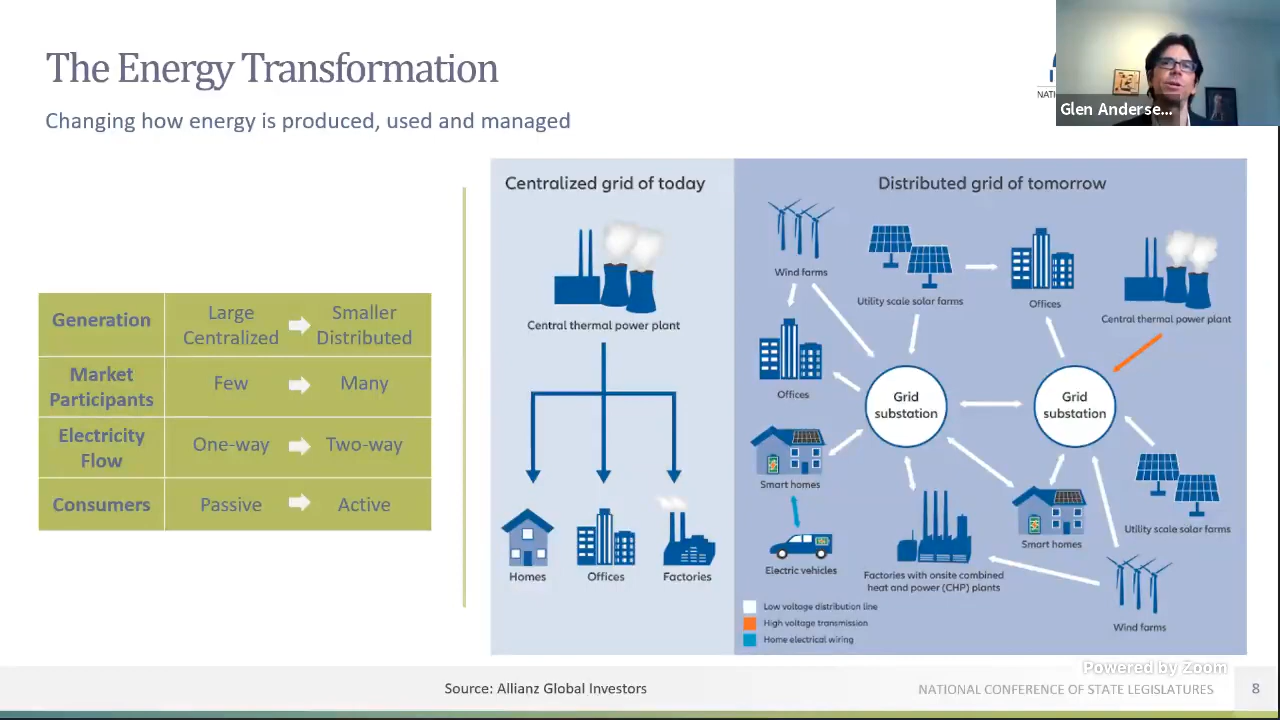 The Energy Transformation
Changing how energy is produced, used and managed
NATI
Glen Anderse...
Generation
Large
Centralized
Smaller
Distributed
Market
Participants
Few
Many
Electricity
Flow
One-way
Two-way
Consumers
Passive
Active
Centralized grid of today
Central thermal power plant
Homes
Offices
Factories
Distributed grid of tomorrow
Wind farms
Utility scale solar farms
Offices
Central thermal power plant
Offices
Grid
substation
Grid
substation
Smart homes
Utility scale solar farms
Smart homes
Electric vehicles
Factories with onsite combined
heat and power (CHP) plants
Wind farms
Low voltage distribution line
High voltage transmission
Home electrical wiring
Powered by Zoom
Source: Allianz Global Investors
NATIONAL CONFERENCE OF STATE LEGISLATURES
8